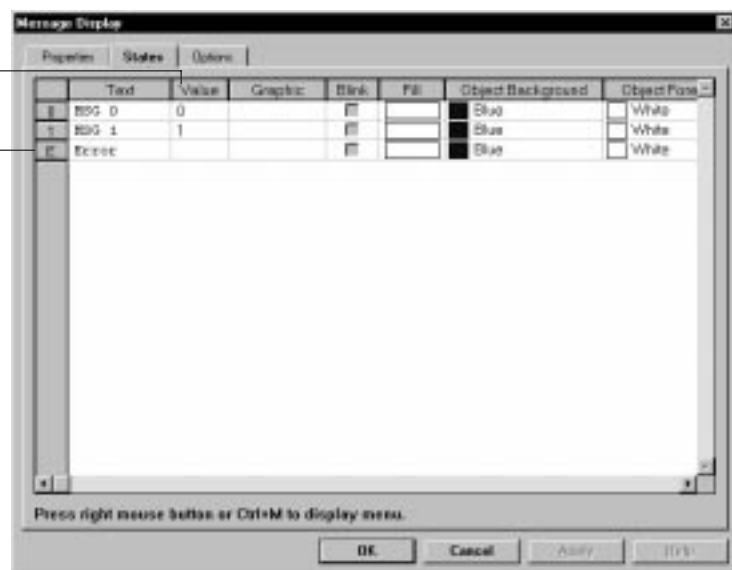 Message Display
Properties States Options
Text Value Graphic Blink Fill Object Background Object Fore
0 MSG 0 0 Blue White
1 MSG 1 1 Blue White
E Error Blue White
Press right mouse button or Ctrl+M to display menu.
OK Cancel Apply Help